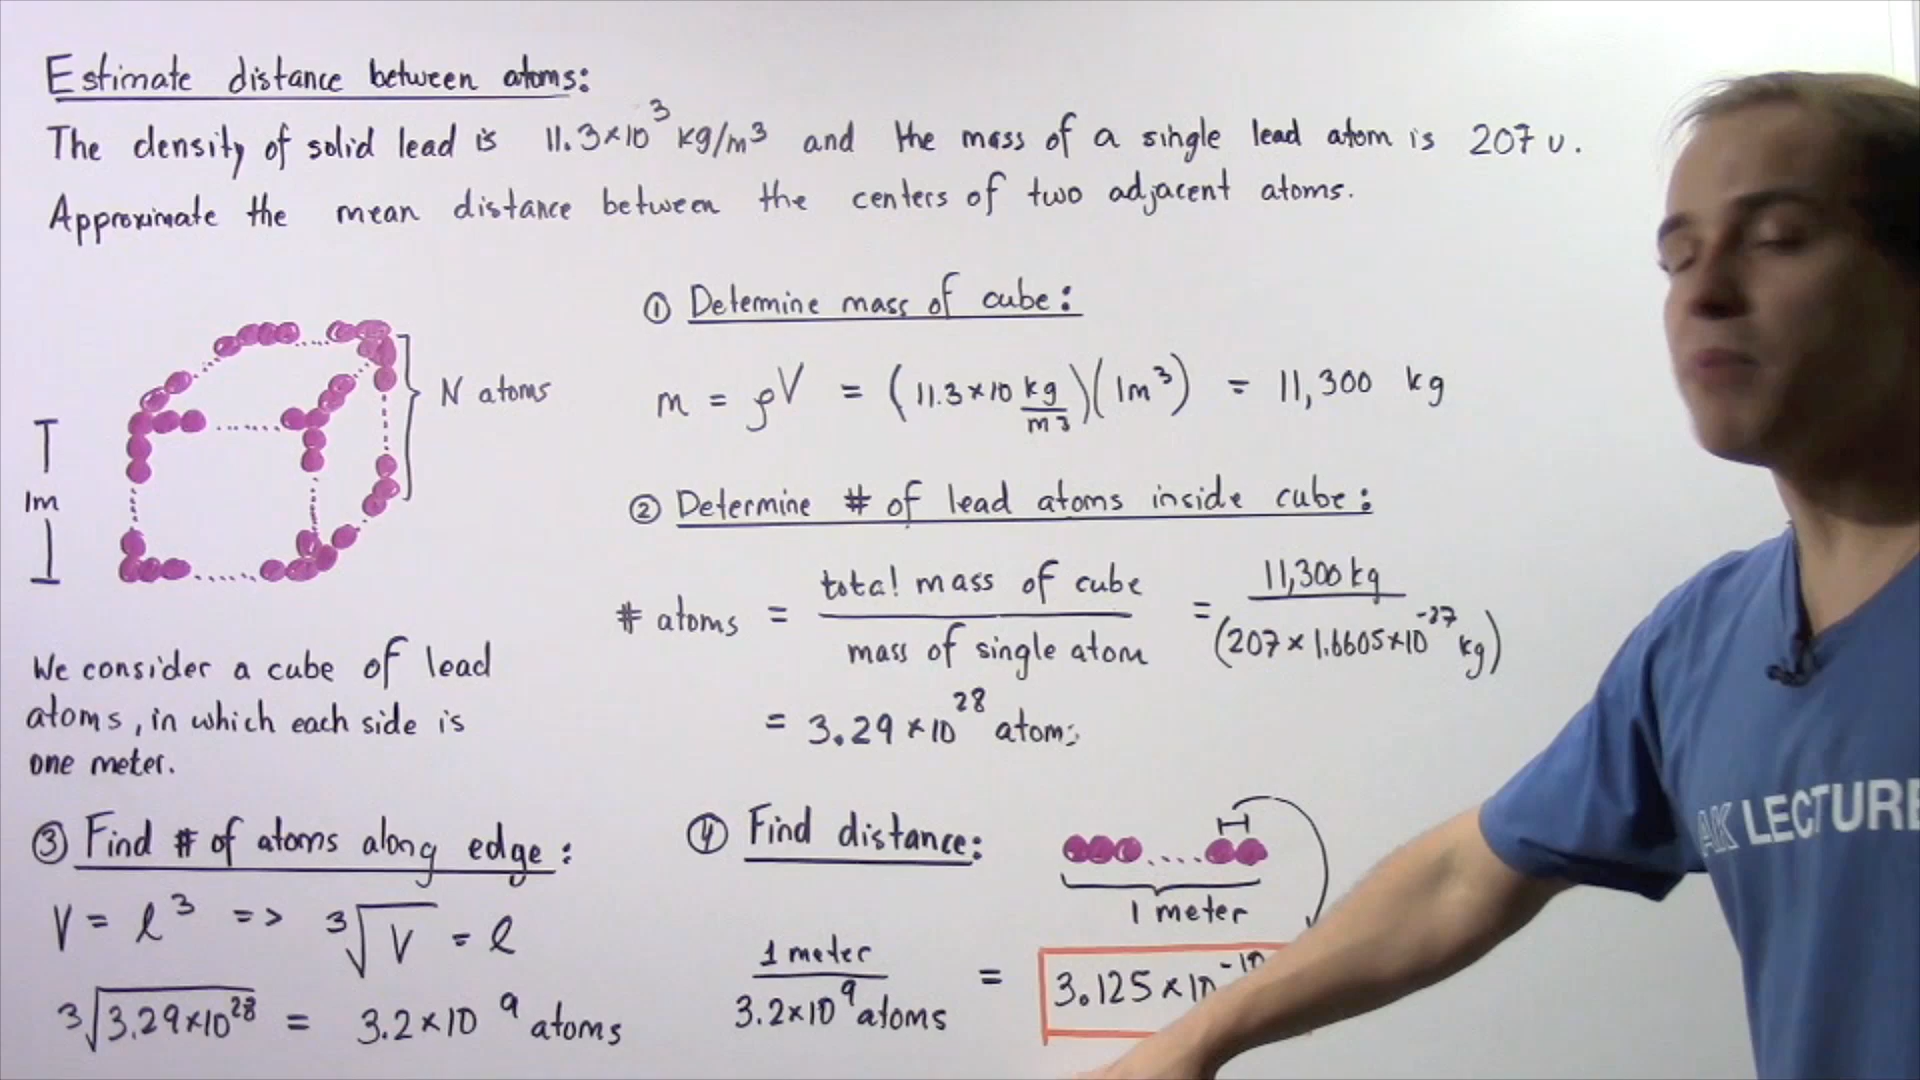 Estimate distance between atoms:
The density of solid lead is 11.3×10³ kg/m³ and the mass of a single lead atom is 207 u.
Approximate the mean distance between the centers of two adjacent atoms.
N atoms
1m
We consider a cube of lead
atoms, in which each side is
one meter.
① Determine mass of cube:
m = ρV = (11.3×10 kg/m3)(1m³) = 11,300 kg
② Determine # of lead atoms inside cube:
# atoms = total mass of cube / mass of single atom = 11,300 kg / (207 × 1.6605×10⁻²⁷ kg)
= 3.29×10²⁸ atoms
③ Find # of atoms along edge:
V = ℓ³ => ³√V = ℓ
³√3.29×10²⁸ = 3.2×10⁹ atoms
④ Find distance:
1 meter
1 meter / 3.2×10⁹ atoms = 3.125×10⁻¹⁰
AK LECTURE